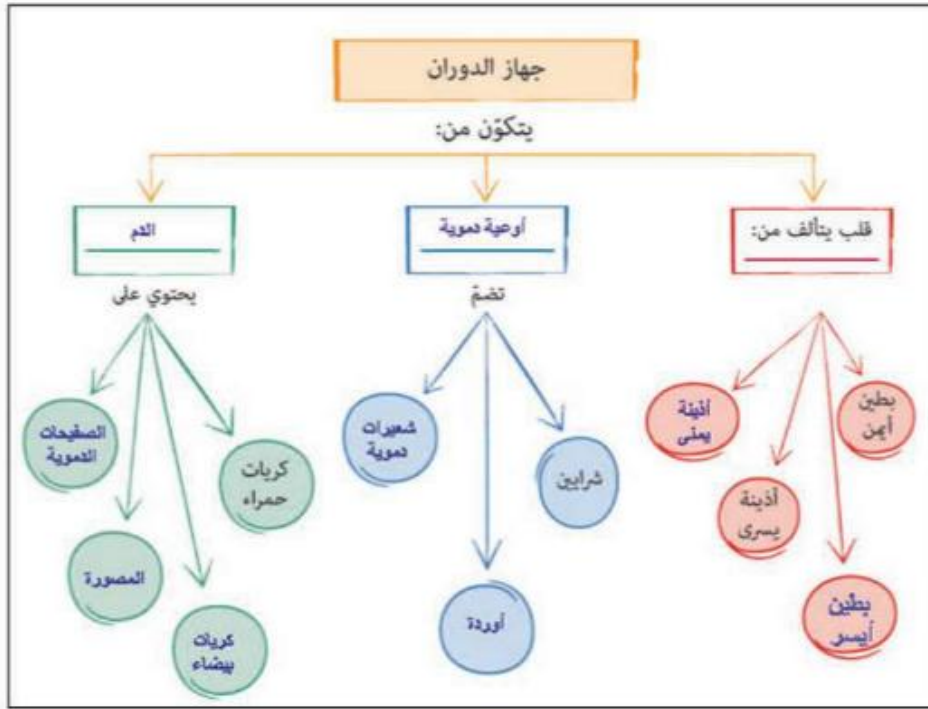 جهاز الدوران
يتكوّن من:
قلب يتألف من:
أوعية دموية
الدم
تضمّ
يحتوي على
بطين
أيمن
أذينة
يمنى
أذينة
يسرى
بطين
أيسر
شرايين
شعيرات
دموية
أوردة
كريات
حمراء
الصفيحات
الدموية
المصورة
كريات
بيضاء